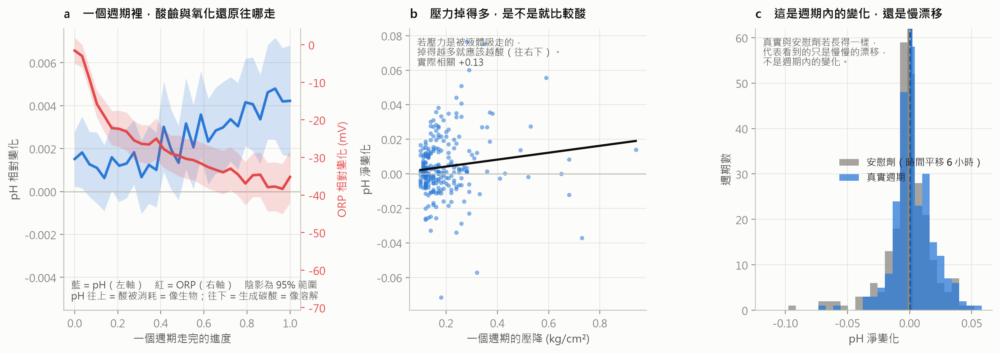 a 一個週期裡，酸鹼與氧化還原往哪走
0.006
0.004
0.002
0.000
-0.002
-0.004
pH 相對變化
0
-10
-20
-30
-40
-50
-60
-70
ORP 相對變化 (mV)
藍 = pH（左軸） 紅 = ORP（右軸） 陰影為 95% 範圍
pH 往上 = 酸被消耗 = 像生物；往下 = 生成碳酸 = 像溶解
0.0 0.2 0.4 0.6 0.8 1.0
一個週期走完的進度
b 壓力掉得多，是不是就比較酸
若壓力是被液體吸走的，
掉得越多就應該越酸（往右下）。
實際相關 +0.13
0.08
0.06
0.04
0.02
0.00
-0.02
-0.04
-0.06
pH 淨變化
0.2 0.4 0.6 0.8
一個週期的壓降 (kg/cm²)
c 這是週期內的變化，還是慢漂移
真實與安慰劑若長得一樣，
代表看到的只是慢慢的漂移，
不是週期內的變化。
60
50
40
30
20
10
0
週期數
安慰劑（時間平移 6 小時）
真實週期
-0.10 -0.05 0.00 0.05
pH 淨變化